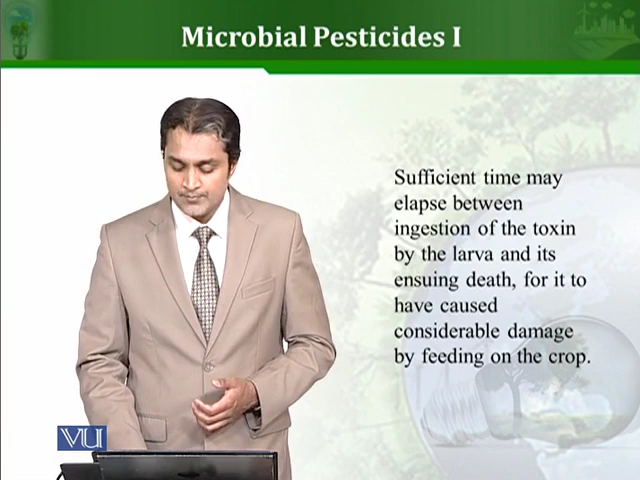 Microbial Pesticides I
Sufficient time may
elapse between
ingestion of the toxin
by the larva and its
ensuing death, for it to
have caused
considerable damage
by feeding on the crop.
VU